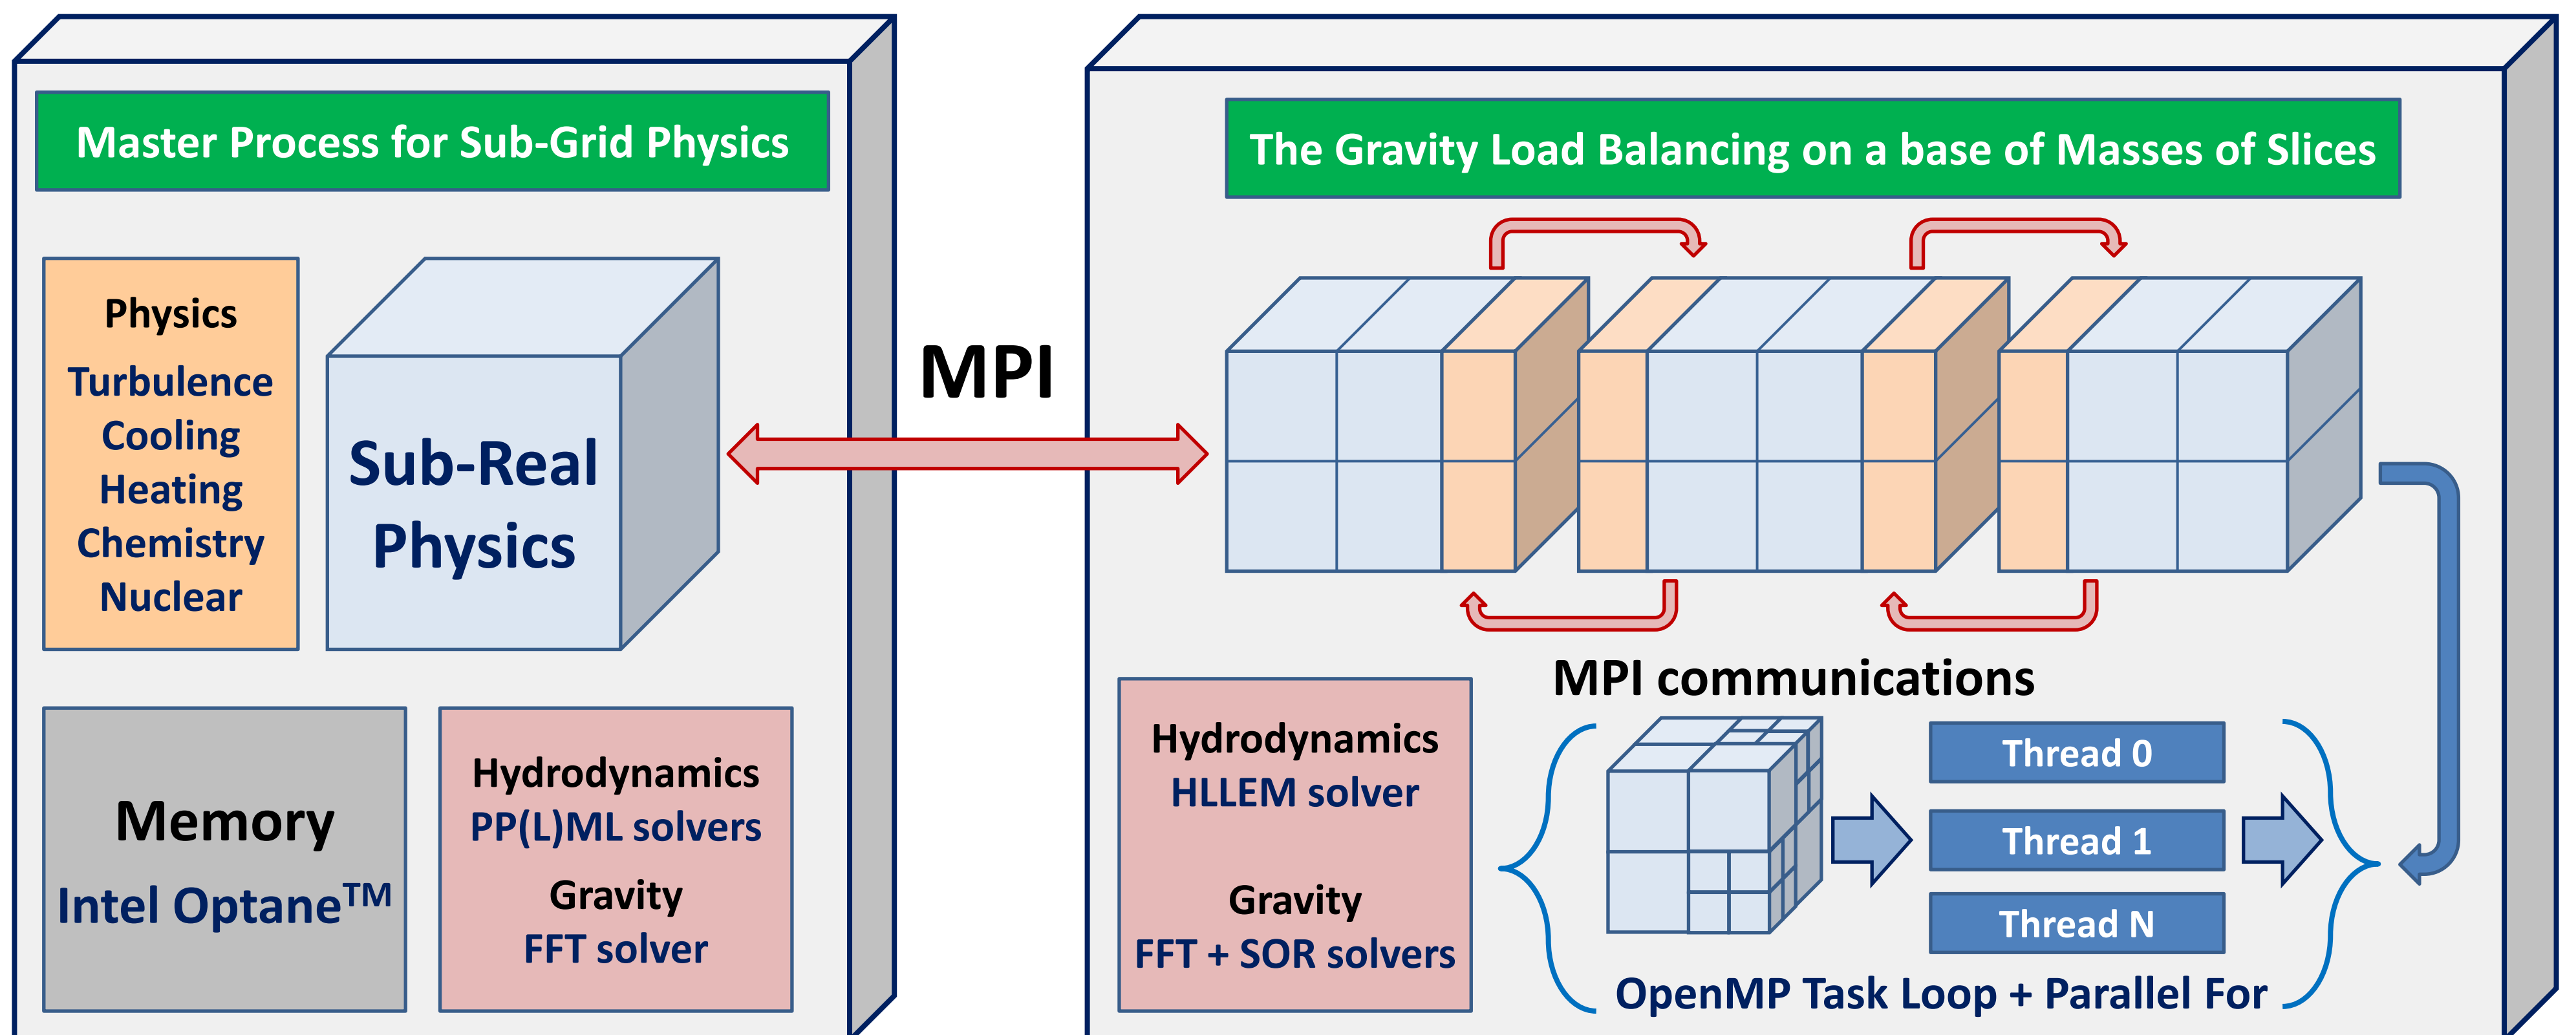 Master Process for Sub-Grid Physics
Physics
Turbulence
Cooling
Heating
Chemistry
Nuclear
Sub-Real
Physics
Memory
Intel Optane™
Hydrodynamics
PP(L)ML solvers
Gravity
FFT solver
MPI
The Gravity Load Balancing on a base of Masses of Slices
MPI communications
Hydrodynamics
HLLEM solver
Gravity
FFT + SOR solvers
Thread 0
Thread 1
Thread N
OpenMP Task Loop + Parallel For